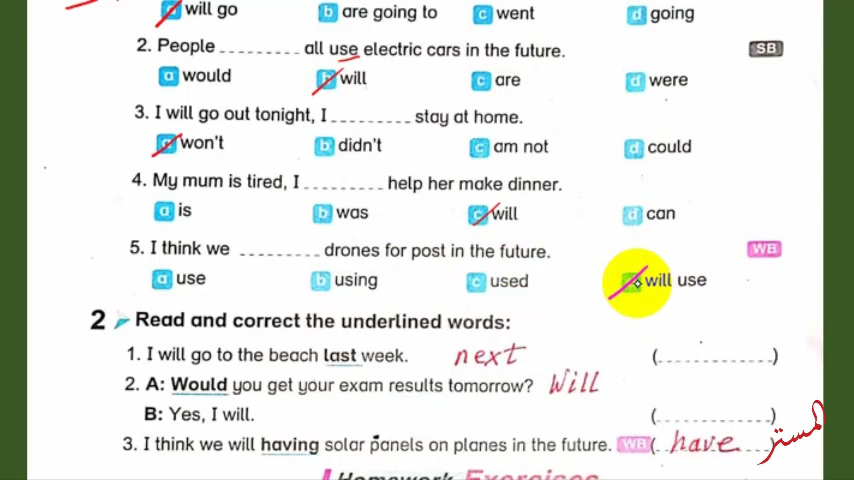 a will go b are going to c went d going
2. People ________ all use electric cars in the future. SB
a would b will c are d were
3. I will go out tonight, I ________ stay at home.
a won't b didn't c am not d could
4. My mum is tired, I ________ help her make dinner.
a is b was c will d can
5. I think we ________ drones for post in the future. WB
a use b using c used will use
2 Read and correct the underlined words:
1. I will go to the beach last week. next (............)
2. A: Would you get your exam results tomorrow? Will
B: Yes, I will. (............)
3. I think we will having solar panels on planes in the future. WB (have)
المستر
Homework Exercises